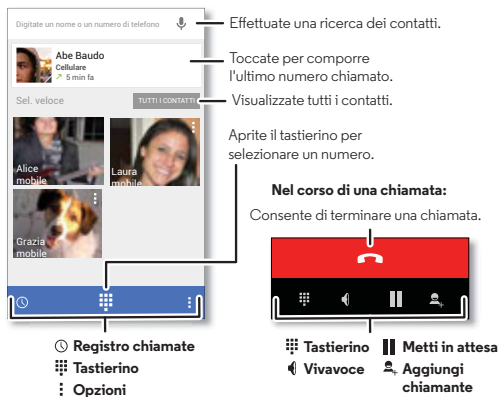 Digitate un nome o un numero di telefono
Effettuate una ricerca dei contatti.
Abe Baudo
Cellulare
5 min fa
Toccate per comporre
l'ultimo numero chiamato.
Sel. veloce
TUTTI I CONTATTI
Visualizzate tutti i contatti.
Aprite il tastierino per
selezionare un numero.
Alice
mobile
Laura
mobile
Grazia
mobile
Nel corso di una chiamata:
Consente di terminare una chiamata.
Registro chiamate
Tastierino
Opzioni
Tastierino
Metti in attesa
Vivavoce
Aggiungi
chiamante